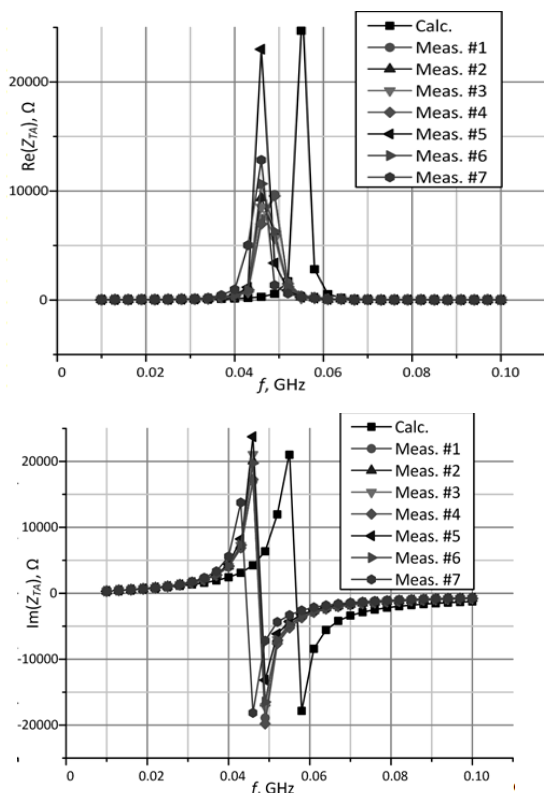 Calc.
Meas. #1
Meas. #2
Meas. #3
Meas. #4
Meas. #5
Meas. #6
Meas. #7
Re(Z_TA), Ω
20000
10000
0
0 0.02 0.04 0.06 0.08 0.10
f, GHz
Calc.
Meas. #1
Meas. #2
Meas. #3
Meas. #4
Meas. #5
Meas. #6
Meas. #7
Im(Z_TA), Ω
20000
10000
0
-10000
-20000
0 0.02 0.04 0.06 0.08 0.10
f, GHz